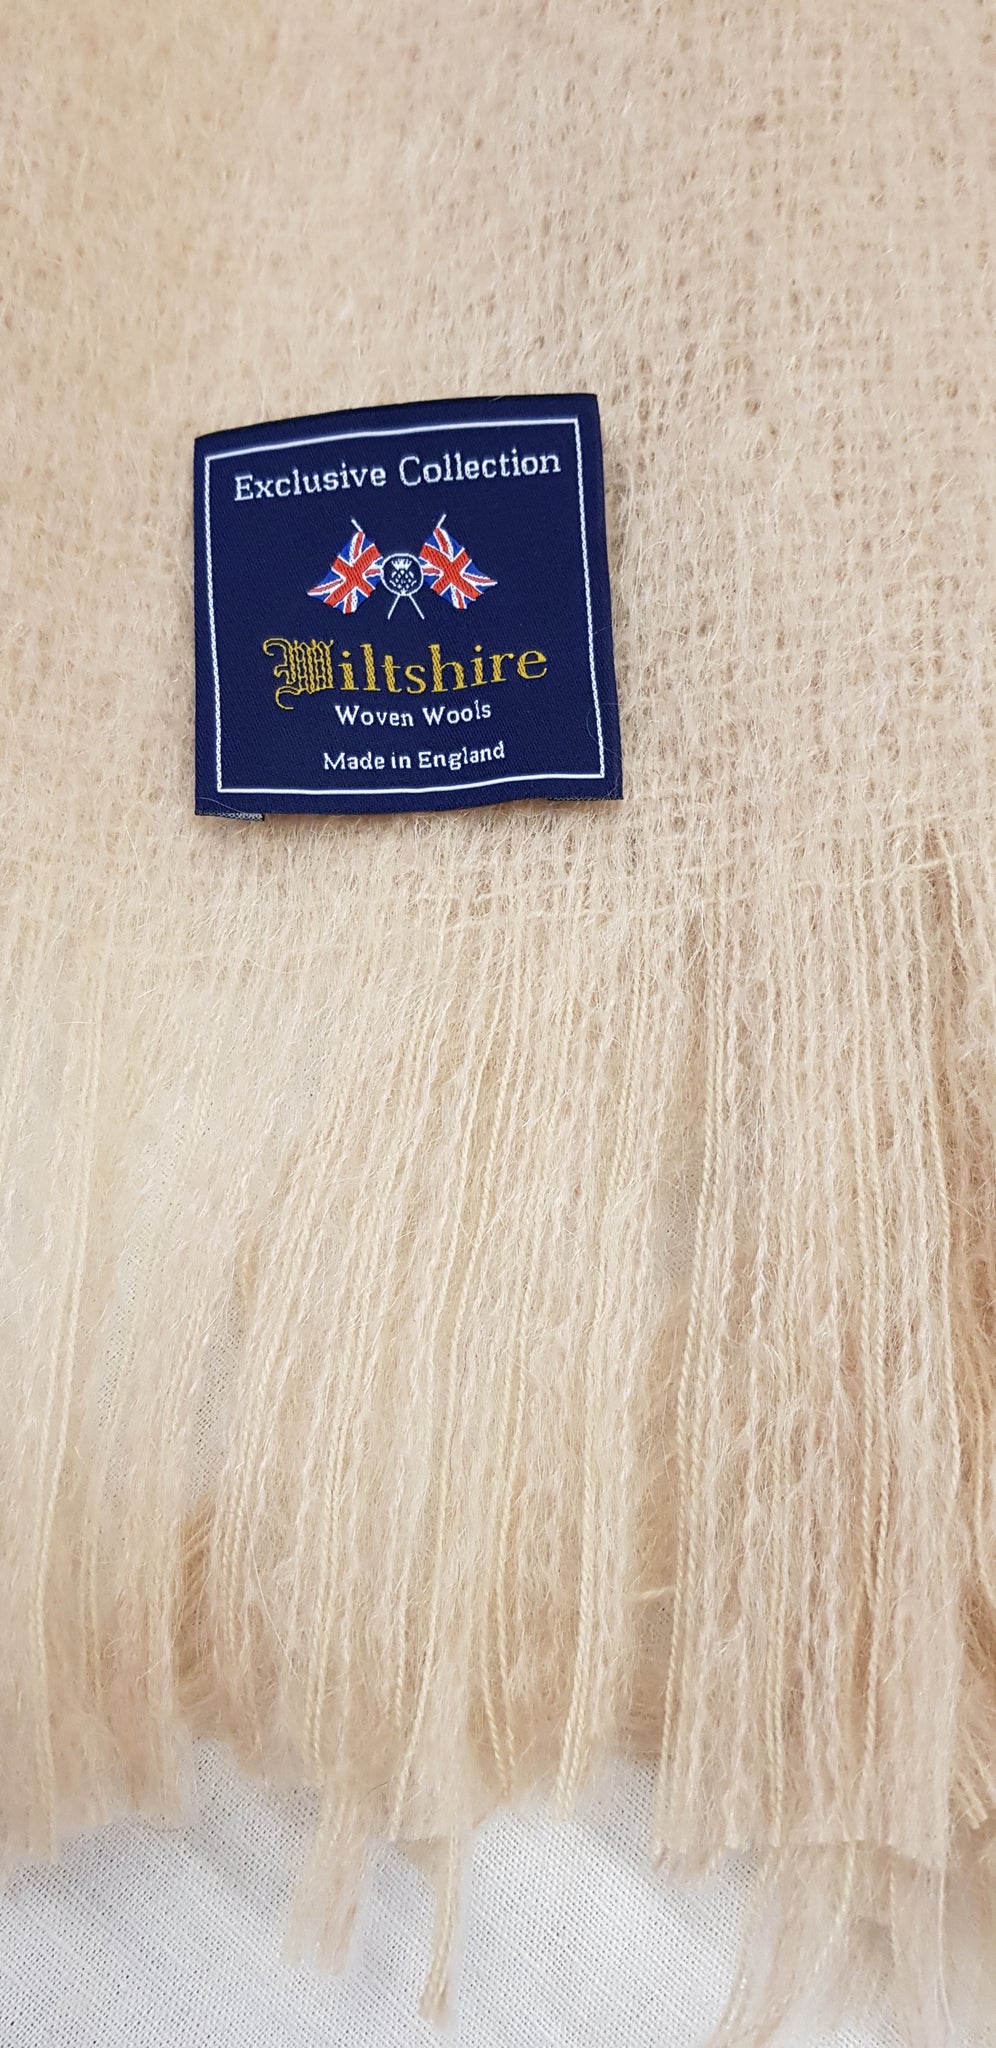 Exclusive Collection
Wiltshire
Woven Wools
Made in England